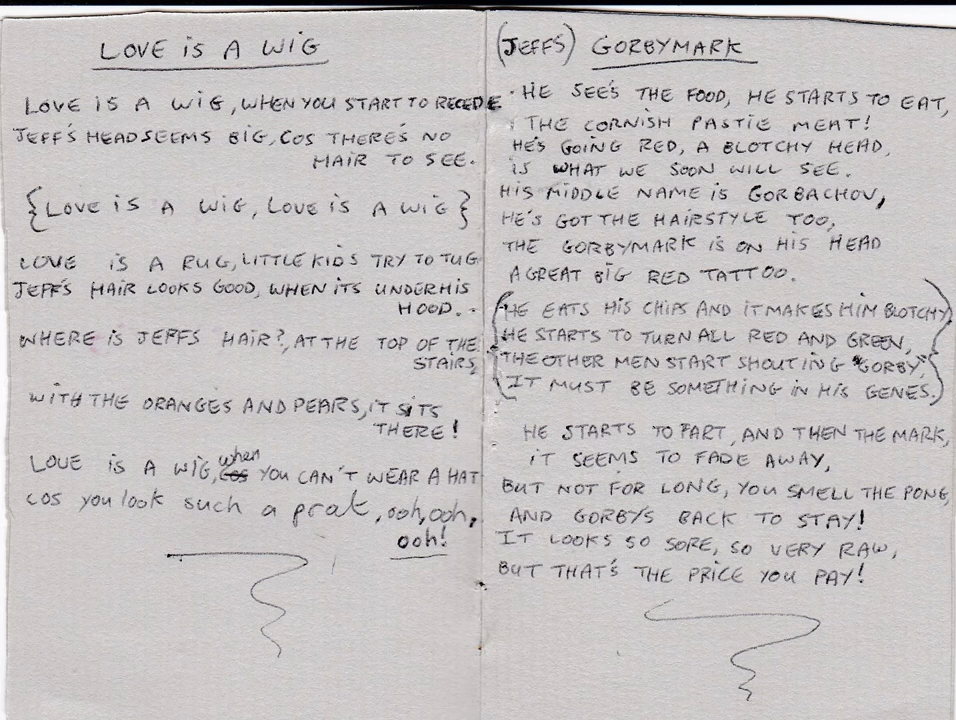 LOVE iS A WiG
LOVE iS A WiG, WHEN YOU START TO RECEDE
JEFF'S HEAD SEEMS BIG, COS THERE'S NO
HAIR TO SEE.
{LOVE iS A WiG, LOVE iS A WiG}
LOVE iS A RUG, LITTLE KIDS TRY TO TUG
JEFF'S HAIR LOOKS GOOD, WHEN ITS UNDER HIS
HOOD..
WHERE IS JEFFS HAIR?, AT THE TOP OF THE
STAIRS,
WITH THE ORANGES AND PEARS, iT SiTS
THERE!
LOVE iS A WiG, cos when YOU CAN'T WEAR A HAT
COS YOU look such a prat, ooh, ooh,
ooh!
(JEFF'S) GORBYMARK
HE SEE'S THE FOOD, HE STARTS TO EAT,
THE CORNiSH PASTiE MEAT!
HE'S GOING RED, A BLOTCHY HEAD,
iS WHAT WE SOON WILL SEE.
HiS MiDDLE NAME iS GORBACHOV,
HE'S GOT THE HAIRSTYLE TOO,
THE GORBYMARK iS ON HiS HEAD
A GREAT BiG RED TATTOO.
(HE EATS HiS CHiPS AND iT MAKES HiM BLOTCHY,
HE STARTS TO TURN ALL RED AND GREEN,
THE OTHER MEN START SHOUTING "GORBY,
IT MUST BE SOMETHING IN HiS GENES.)
HE STARTS TO FART, AND THEN THE MARK,
iT SEEMS TO FADE AWAY,
BUT NOT FOR LONG, YOU SMELL THE PONG,
AND GORBY'S BACK TO STAY!
IT LOOKS SO SORE, SO VERY RAW,
BUT THAT'S THE PRICE YOU PAY!